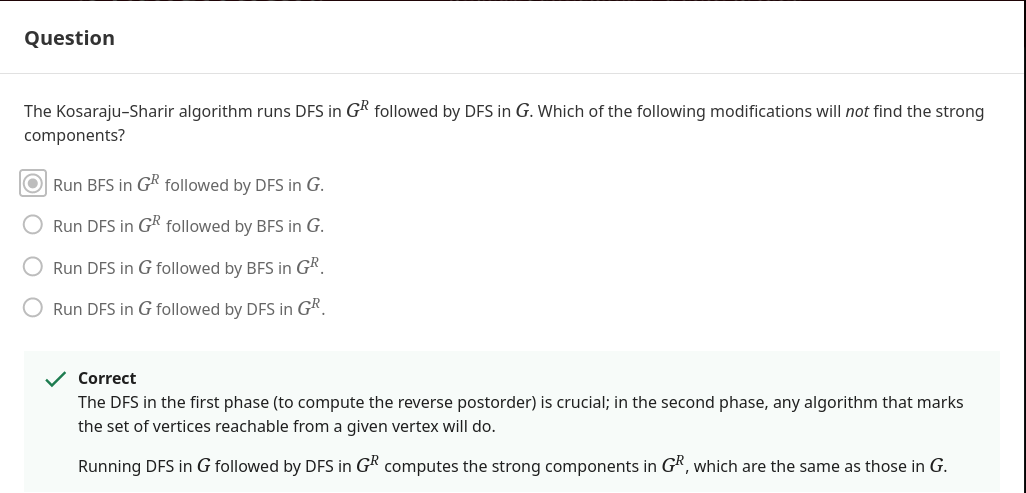 Question
The Kosaraju–Sharir algorithm runs DFS in G^R followed by DFS in G. Which of the following modifications will not find the strong
components?
Run BFS in G^R followed by DFS in G.
Run DFS in G^R followed by BFS in G.
Run DFS in G followed by BFS in G^R.
Run DFS in G followed by DFS in G^R.
Correct
The DFS in the first phase (to compute the reverse postorder) is crucial; in the second phase, any algorithm that marks
the set of vertices reachable from a given vertex will do.
Running DFS in G followed by DFS in G^R computes the strong components in G^R, which are the same as those in G.